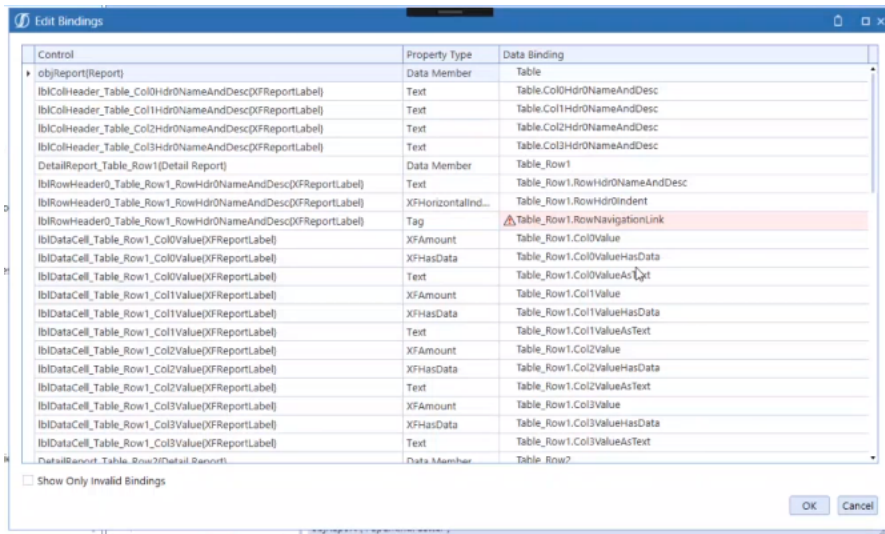 Edit Bindings
Control Property Type Data Binding
objReport(Report) Data Member Table
lblColHeader_Table_Col0Hdr0NameAndDesc(XFReportLabel) Text Table.Col0Hdr0NameAndDesc
lblColHeader_Table_Col1Hdr0NameAndDesc(XFReportLabel) Text Table.Col1Hdr0NameAndDesc
lblColHeader_Table_Col2Hdr0NameAndDesc(XFReportLabel) Text Table.Col2Hdr0NameAndDesc
lblColHeader_Table_Col3Hdr0NameAndDesc(XFReportLabel) Text Table.Col3Hdr0NameAndDesc
DetailReport_Table_Row1(Detail Report) Data Member Table_Row1
lblRowHeader0_Table_Row1_RowHdr0NameAndDesc(XFReportLabel) Text Table_Row1.RowHdr0NameAndDesc
lblRowHeader0_Table_Row1_RowHdr0NameAndDesc(XFReportLabel) XFHorizontalInd... Table_Row1.RowHdr0Indent
lblRowHeader0_Table_Row1_RowHdr0NameAndDesc(XFReportLabel) Tag Table_Row1.RowNavigationLink
lblDataCell_Table_Row1_Col0Value(XFReportLabel) XFAmount Table_Row1.Col0Value
lblDataCell_Table_Row1_Col0Value(XFReportLabel) XFHasData Table_Row1.Col0ValueHasData
lblDataCell_Table_Row1_Col0Value(XFReportLabel) Text Table_Row1.Col0ValueAsText
lblDataCell_Table_Row1_Col1Value(XFReportLabel) XFAmount Table_Row1.Col1Value
lblDataCell_Table_Row1_Col1Value(XFReportLabel) XFHasData Table_Row1.Col1ValueHasData
lblDataCell_Table_Row1_Col1Value(XFReportLabel) Text Table_Row1.Col1ValueAsText
lblDataCell_Table_Row1_Col2Value(XFReportLabel) XFAmount Table_Row1.Col2Value
lblDataCell_Table_Row1_Col2Value(XFReportLabel) XFHasData Table_Row1.Col2ValueHasData
lblDataCell_Table_Row1_Col2Value(XFReportLabel) Text Table_Row1.Col2ValueAsText
lblDataCell_Table_Row1_Col3Value(XFReportLabel) XFAmount Table_Row1.Col3Value
lblDataCell_Table_Row1_Col3Value(XFReportLabel) XFHasData Table_Row1.Col3ValueHasData
lblDataCell_Table_Row1_Col3Value(XFReportLabel) Text Table_Row1.Col3ValueAsText
DetailReport_Table_Row2(Detail Report) Data Member Table_Row2
Show Only Invalid Bindings
OK Cancel